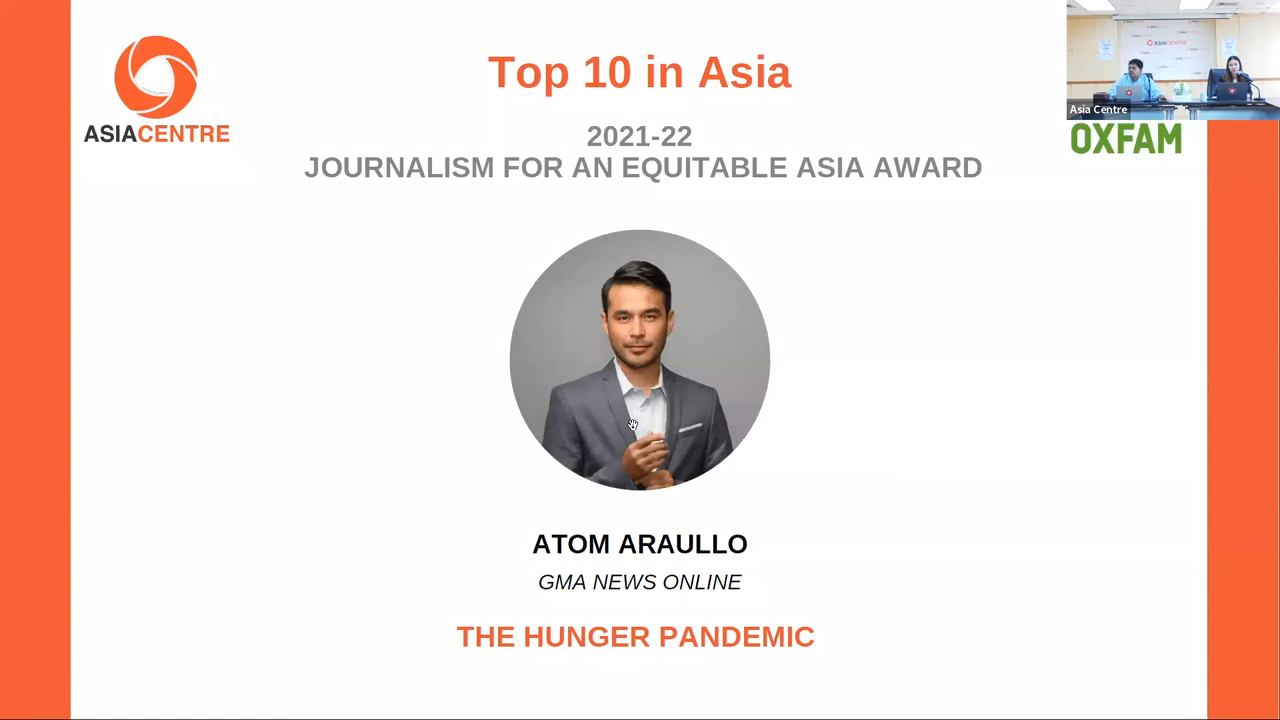 Top 10 in Asia
ASIACENTRE
2021-22
JOURNALISM FOR AN EQUITABLE ASIA AWARD
ASIACENTRE
Asia Centre
OXFAM
ATOM ARAULLO
GMA NEWS ONLINE
THE HUNGER PANDEMIC